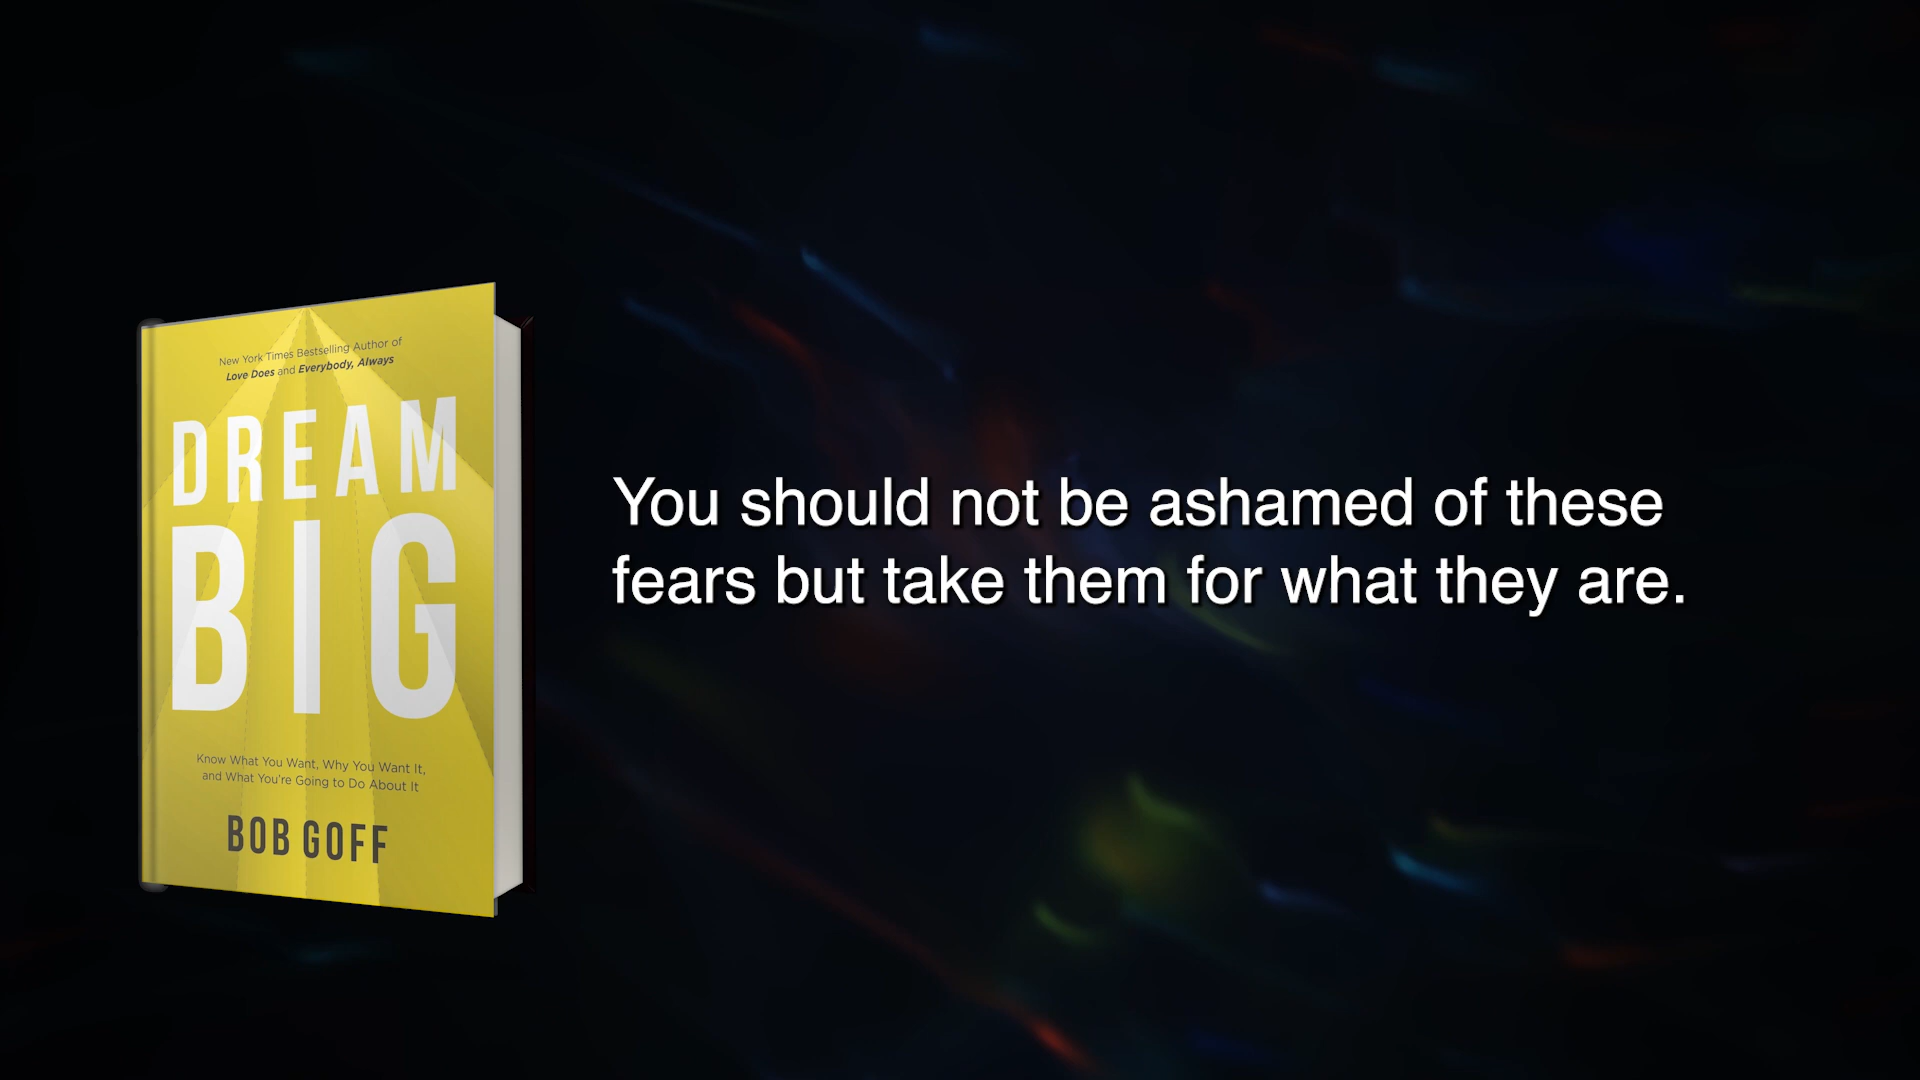 New York Times Bestselling Author of
Love Does and Everybody, Always
DREAM
BIG
Know What You Want, Why You Want It,
and What You're Going to Do About It
BOB GOFF
You should not be ashamed of these
fears but take them for what they are.